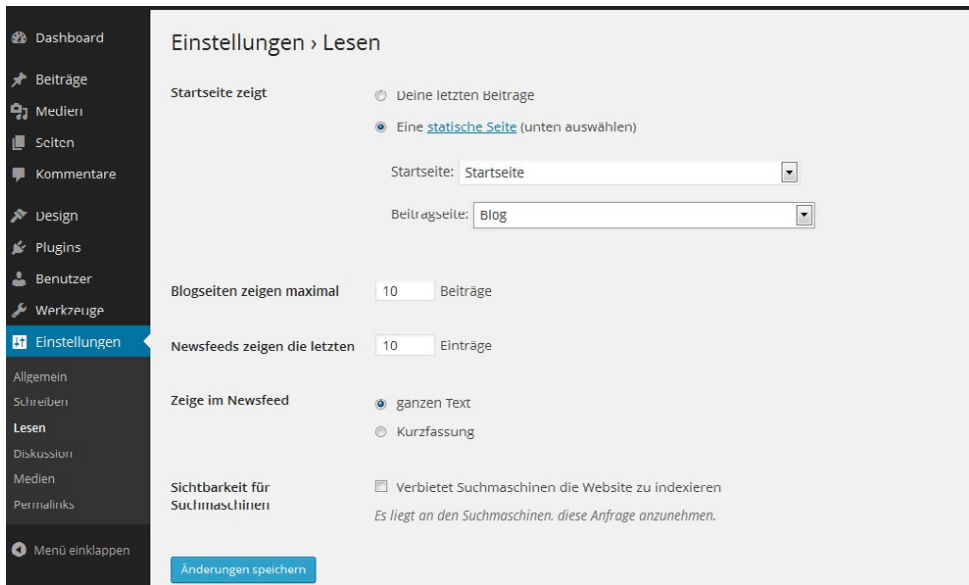 Dashboard
Beiträge
Medien
Seiten
Kommentare
Design
Plugins
Benutzer
Werkzeuge
Einstellungen
Allgemein
Schreiben
Lesen
Diskussion
Medien
Permalinks
Menü einklappen
Einstellungen › Lesen
Startseite zeigt
Deine letzten Beiträge
Eine statische Seite (unten auswählen)
Startseite: Startseite
Beitragseite: Blog
Blogseiten zeigen maximal 10 Beiträge
Newsfeeds zeigen die letzten 10 Einträge
Zeige im Newsfeed
ganzen Text
Kurzfassung
Sichtbarkeit für
Suchmaschinen
Verbietet Suchmaschinen die Website zu indexieren
Es liegt an den Suchmaschinen, diese Anfrage anzunehmen.
Änderungen speichern